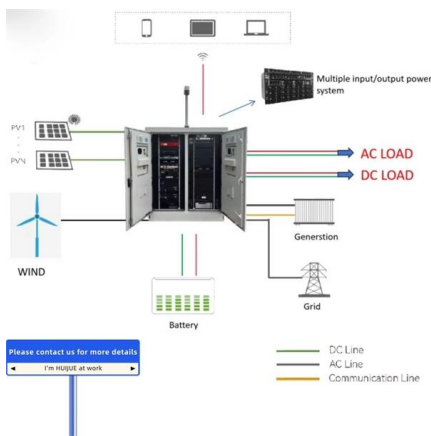 Multiple input/output power
system
PV1
PVN
AC LOAD
DC LOAD
WIND
Generstion
Battery
Grid
Please contact us for more details
I'm HUIJUE at work
DC Line
AC Line
Communication Line